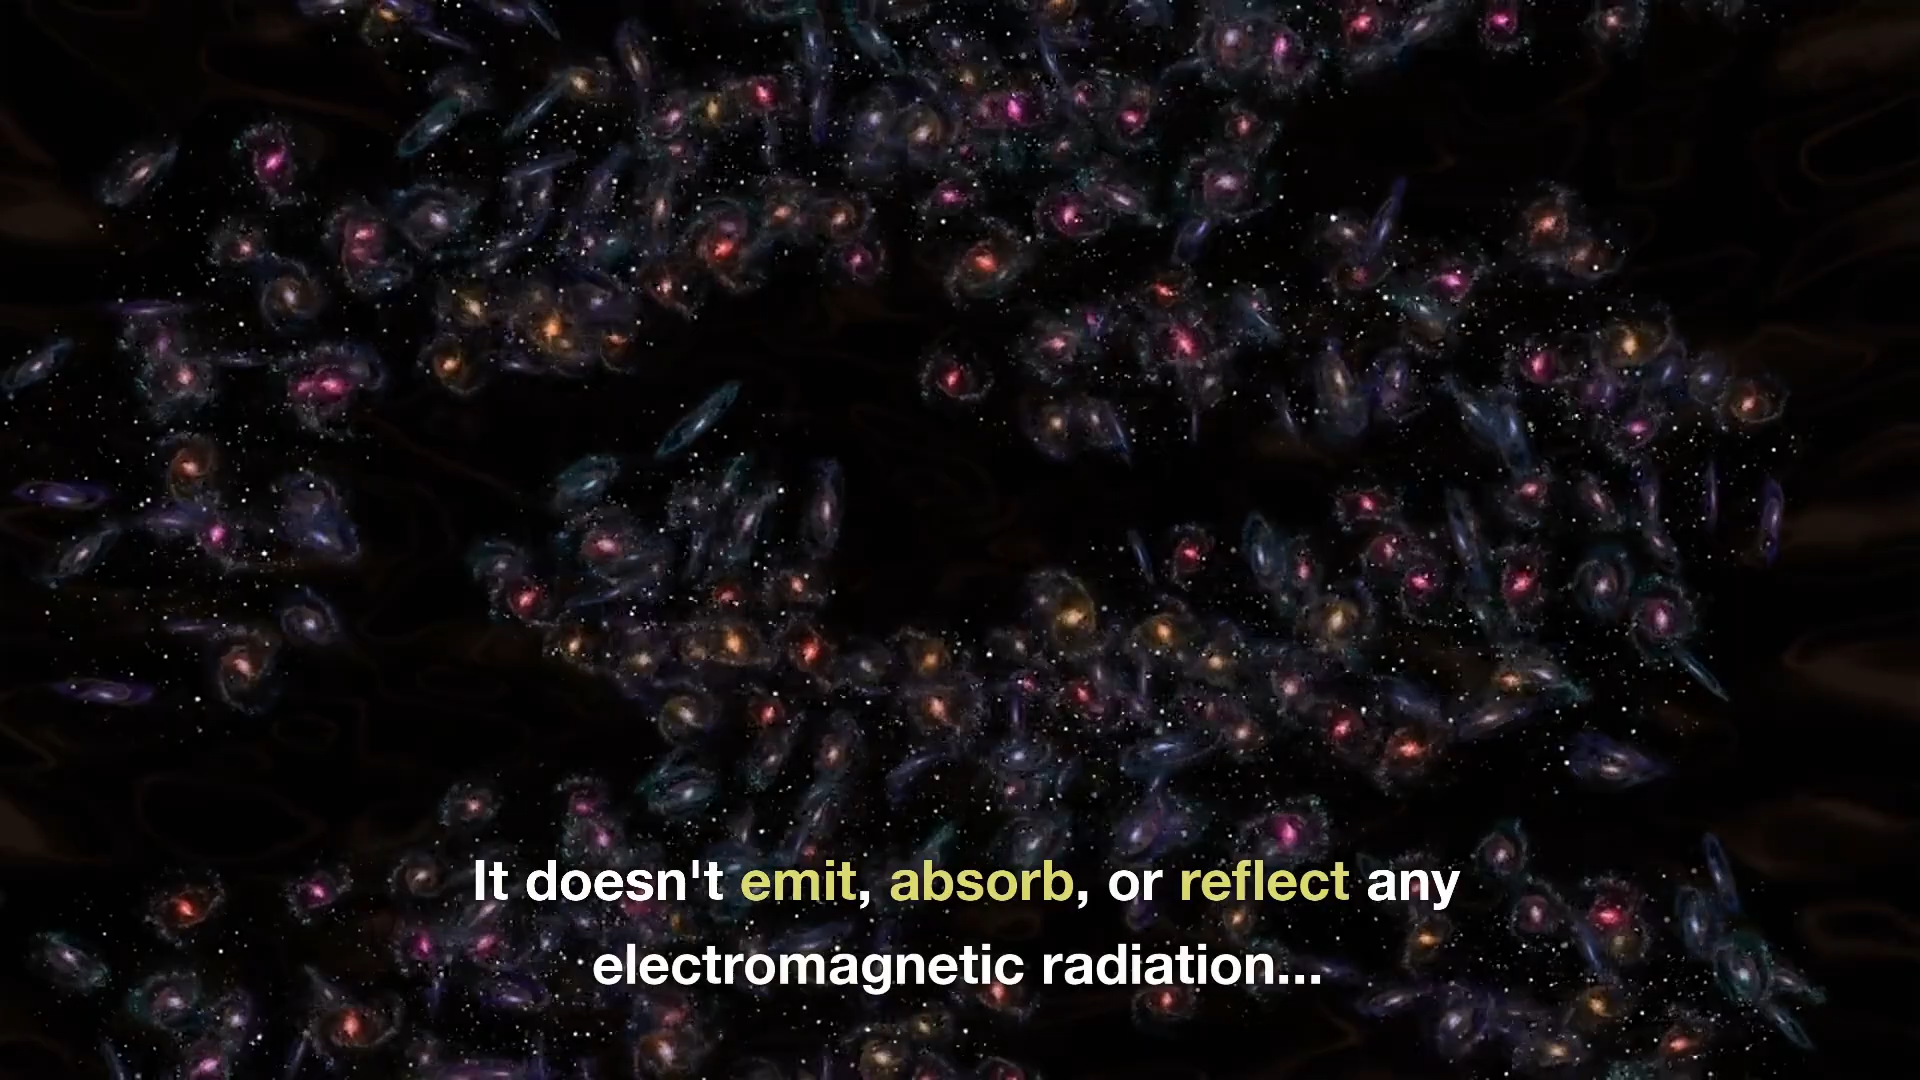 It doesn't emit, absorb, or reflect any
electromagnetic radiation...